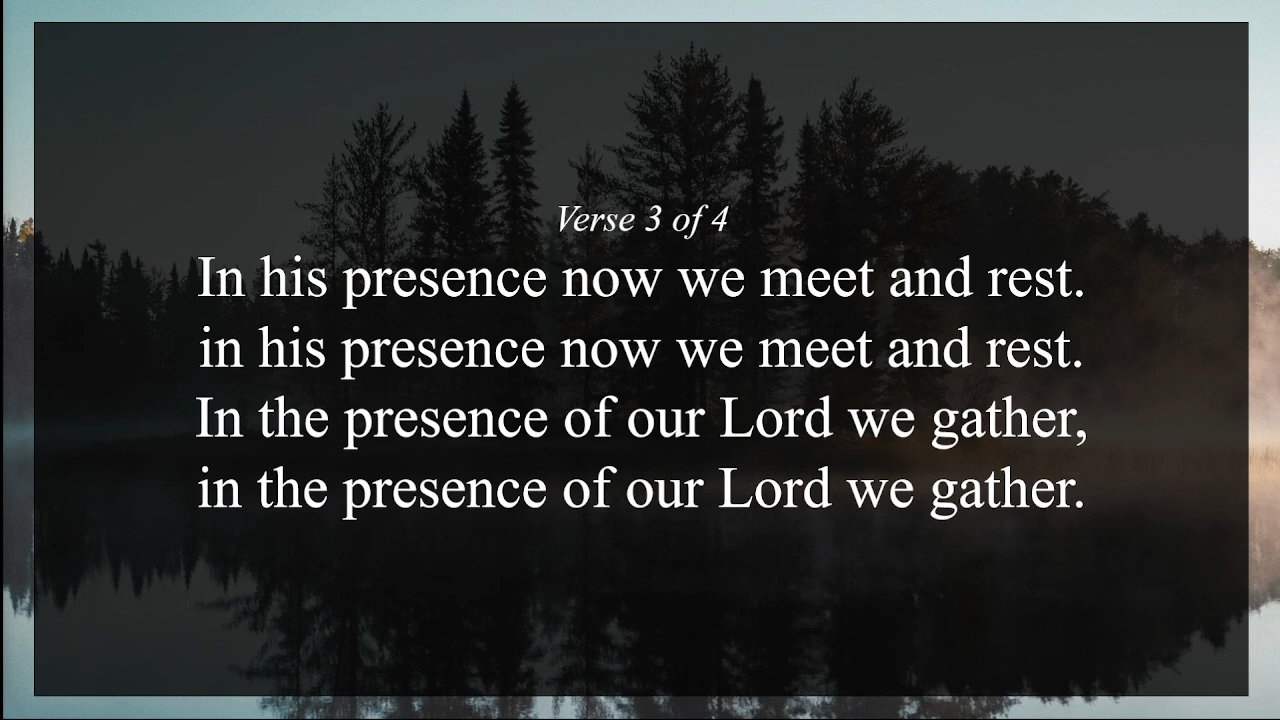 Verse 3 of 4
In his presence now we meet and rest.
in his presence now we meet and rest.
In the presence of our Lord we gather,
in the presence of our Lord we gather.